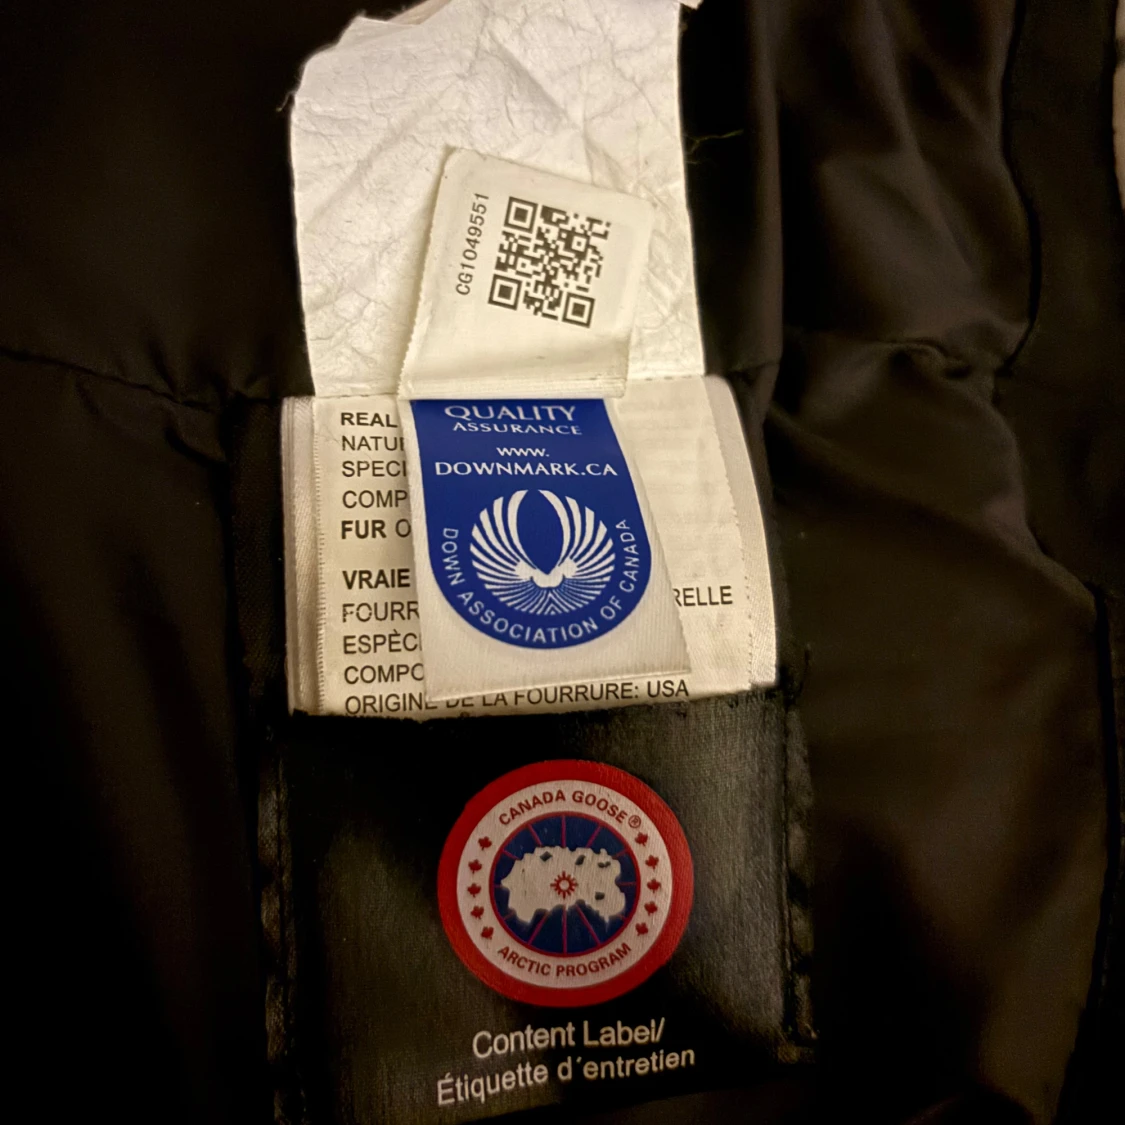 CG1049551
QUALITY
ASSURANCE
www.
DOWNMARK.CA
DOWN ASSOCIATION OF CANADA
REAL
NATU
SPECI
COMP
FUR O
VRAIE
FOURR RELLE
ESPÈC
COMPO
ORIGINE DE LA FOURRURE: USA
CANADA GOOSE®
ARCTIC PROGRAM
Content Label/
Étiquette d'entretien